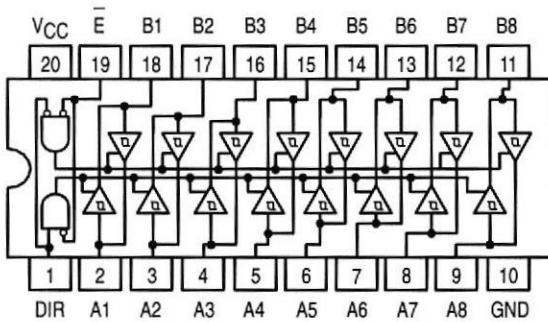 VCC E B1 B2 B3 B4 B5 B6 B7 B8
20 19 18 17 16 15 14 13 12 11
1 2 3 4 5 6 7 8 9 10
DIR A1 A2 A3 A4 A5 A6 A7 A8 GND